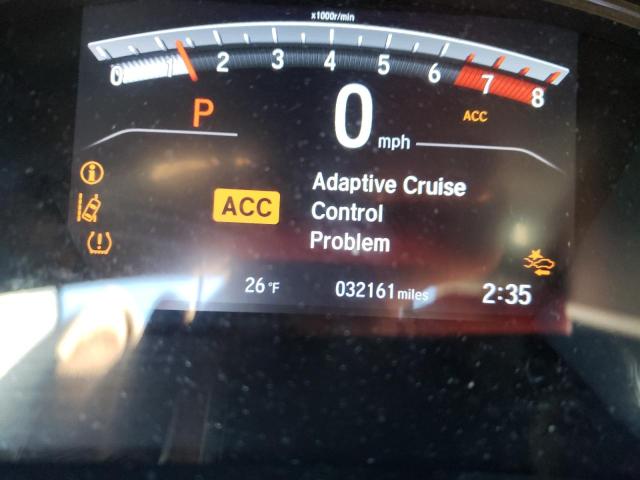 x1000r/min
0 1 2 3 4 5 6 7 8
P
0 mph
ACC
ACC
Adaptive Cruise
Control
Problem
26 °F
032161 miles
2:35